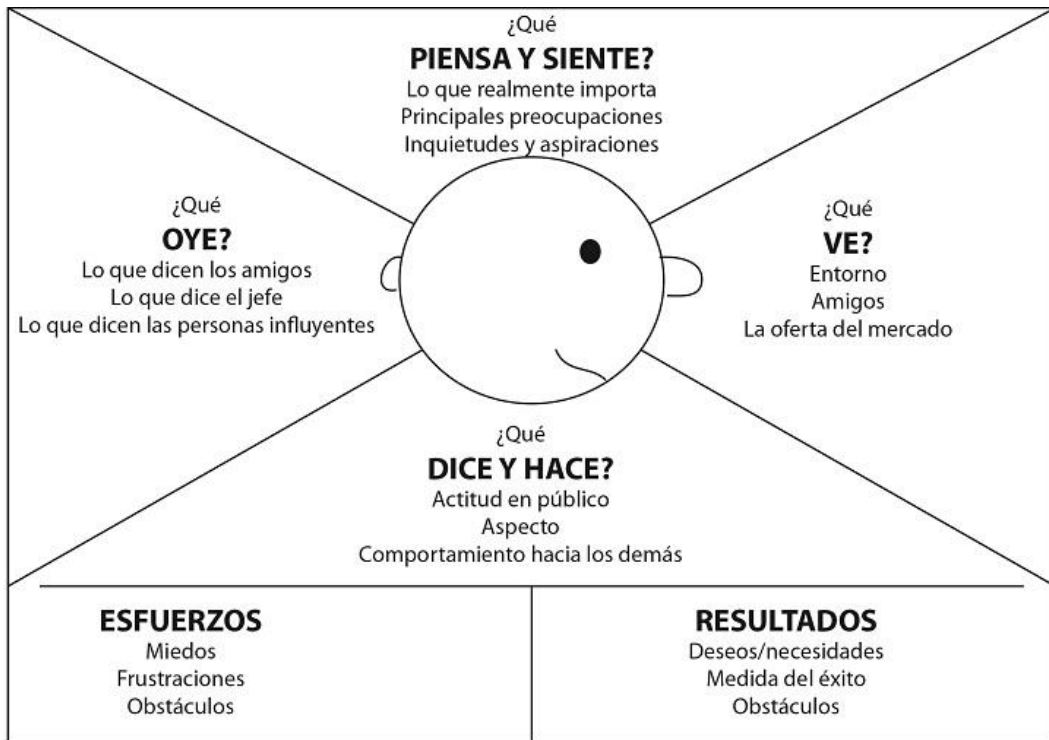 ¿Qué
PIENSA Y SIENTE?
Lo que realmente importa
Principales preocupaciones
Inquietudes y aspiraciones
¿Qué
OYE?
Lo que dicen los amigos
Lo que dice el jefe
Lo que dicen las personas influyentes
¿Qué
VE?
Entorno
Amigos
La oferta del mercado
¿Qué
DICE Y HACE?
Actitud en público
Aspecto
Comportamiento hacia los demás
ESFUERZOS
Miedos
Frustraciones
Obstáculos
RESULTADOS
Deseos/necesidades
Medida del éxito
Obstáculos